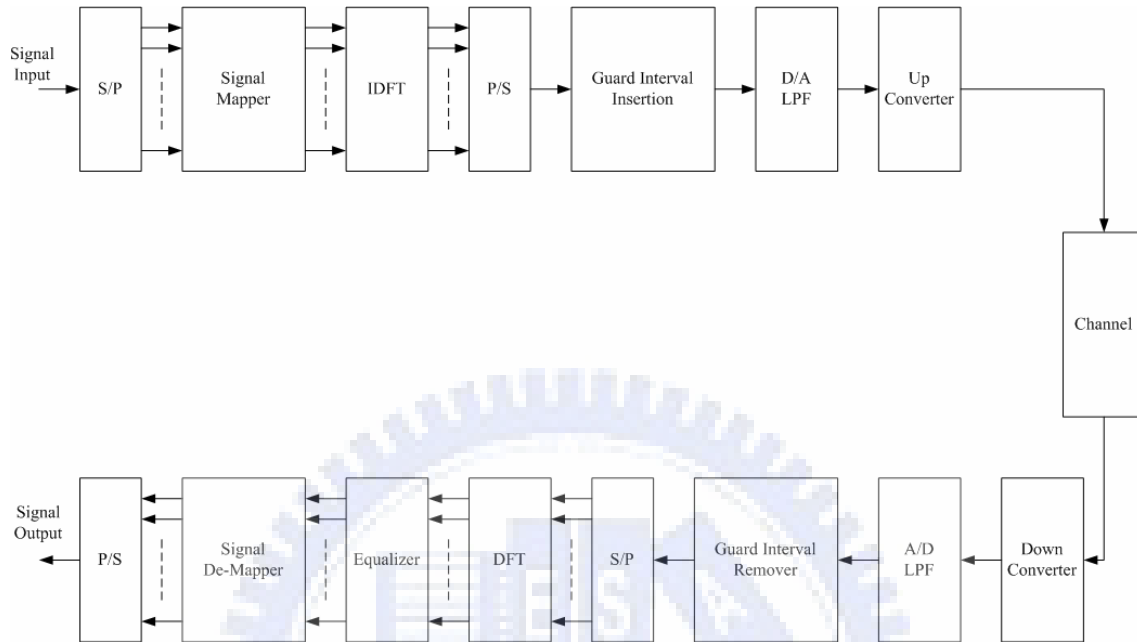 Signal
Input
S/P
Signal
Mapper
IDFT
P/S
Guard Interval
Insertion
D/A
LPF
Up
Converter
Channel
Signal
Output
P/S
Signal
De-Mapper
Equalizer
DFT
S/P
Guard Interval
Remover
A/D
LPF
Down
Converter